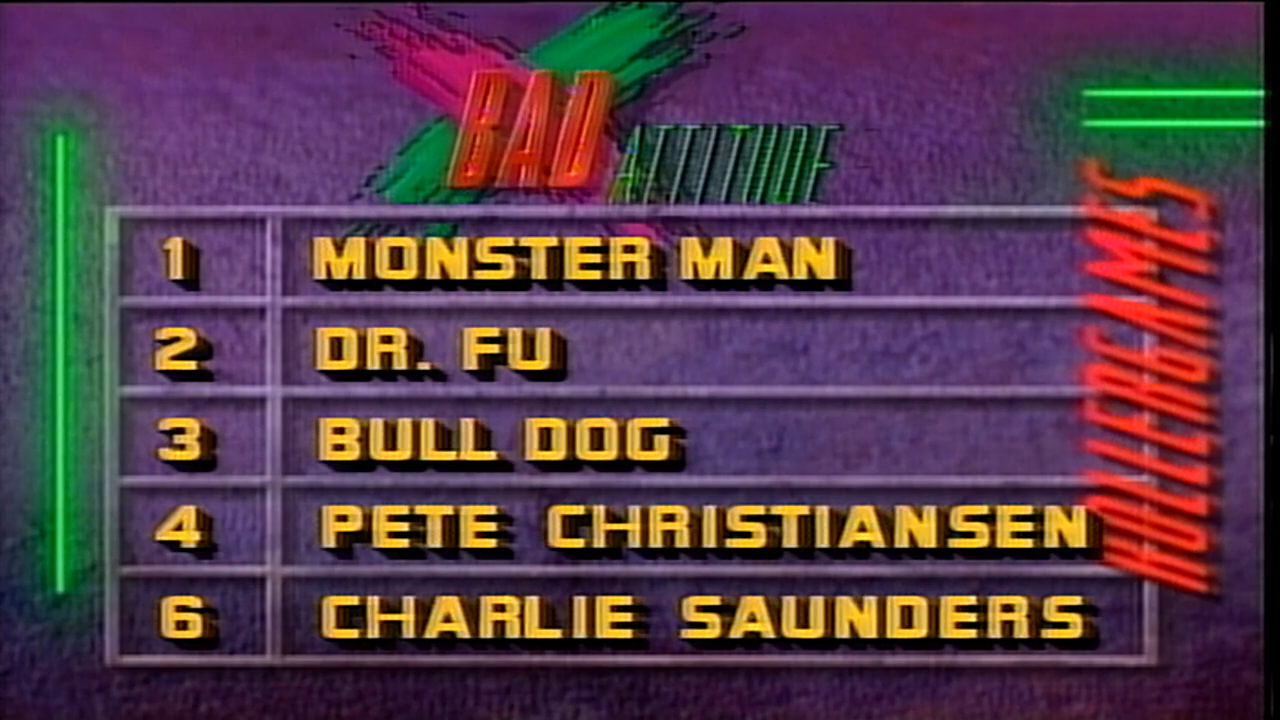 BAD ATTITUDE
1 MONSTER MAN
2 DR. FU
3 BULL DOG
4 PETE CHRISTIANSEN
6 CHARLIE SAUNDERS
ROLLERGAMES